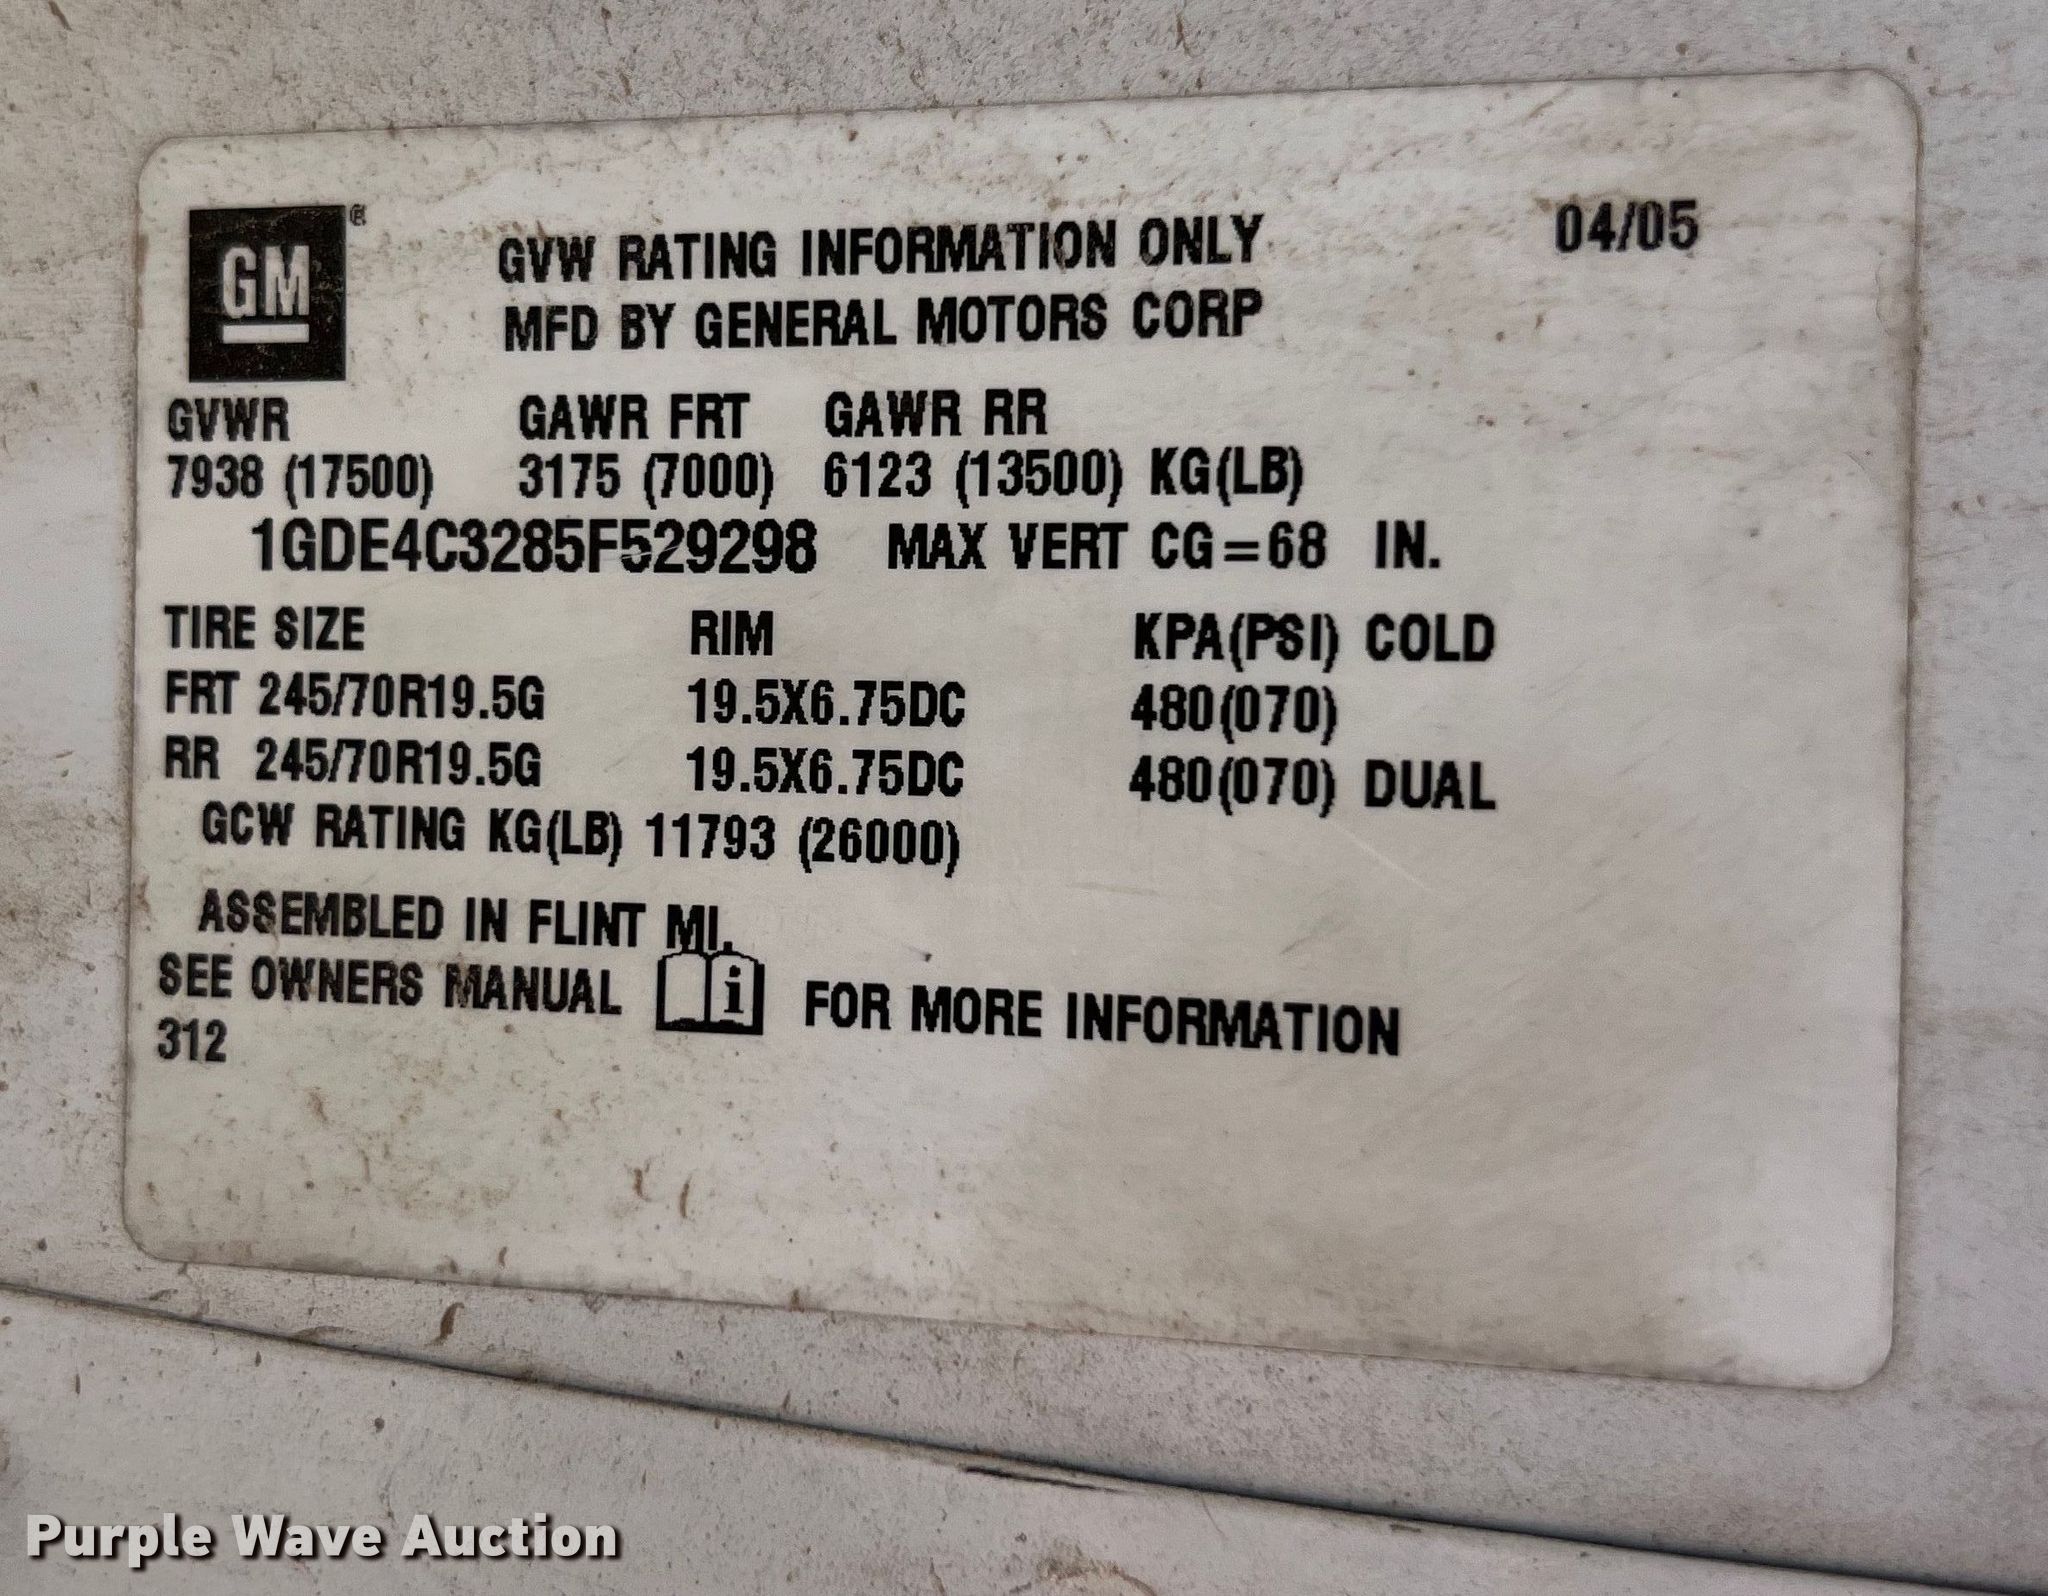 GM®
GVW RATING INFORMATION ONLY 04/05
MFD BY GENERAL MOTORS CORP
GVWR GAWR FRT GAWR RR
7938 (17500) 3175 (7000) 6123 (13500) KG(LB)
1GDE4C3285F529298 MAX VERT CG=68 IN.
TIRE SIZE RIM KPA(PSI) COLD
FRT 245/70R19.5G 19.5X6.75DC 480(070)
RR 245/70R19.5G 19.5X6.75DC 480(070) DUAL
GCW RATING KG(LB) 11793 (26000)
ASSEMBLED IN FLINT MI.
SEE OWNERS MANUAL i FOR MORE INFORMATION
312
Purple Wave Auction